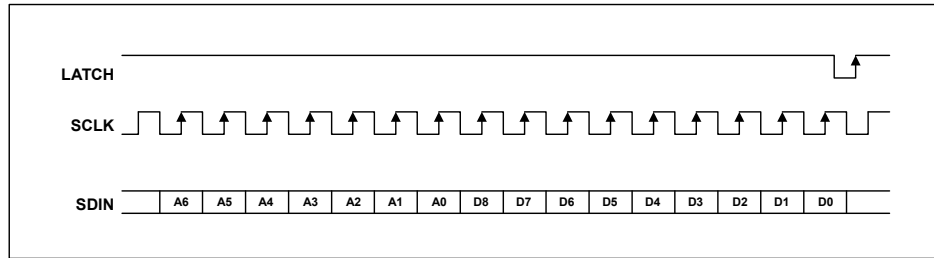 LATCH
SCLK
SDIN A6 A5 A4 A3 A2 A1 A0 D8 D7 D6 D5 D4 D3 D2 D1 D0